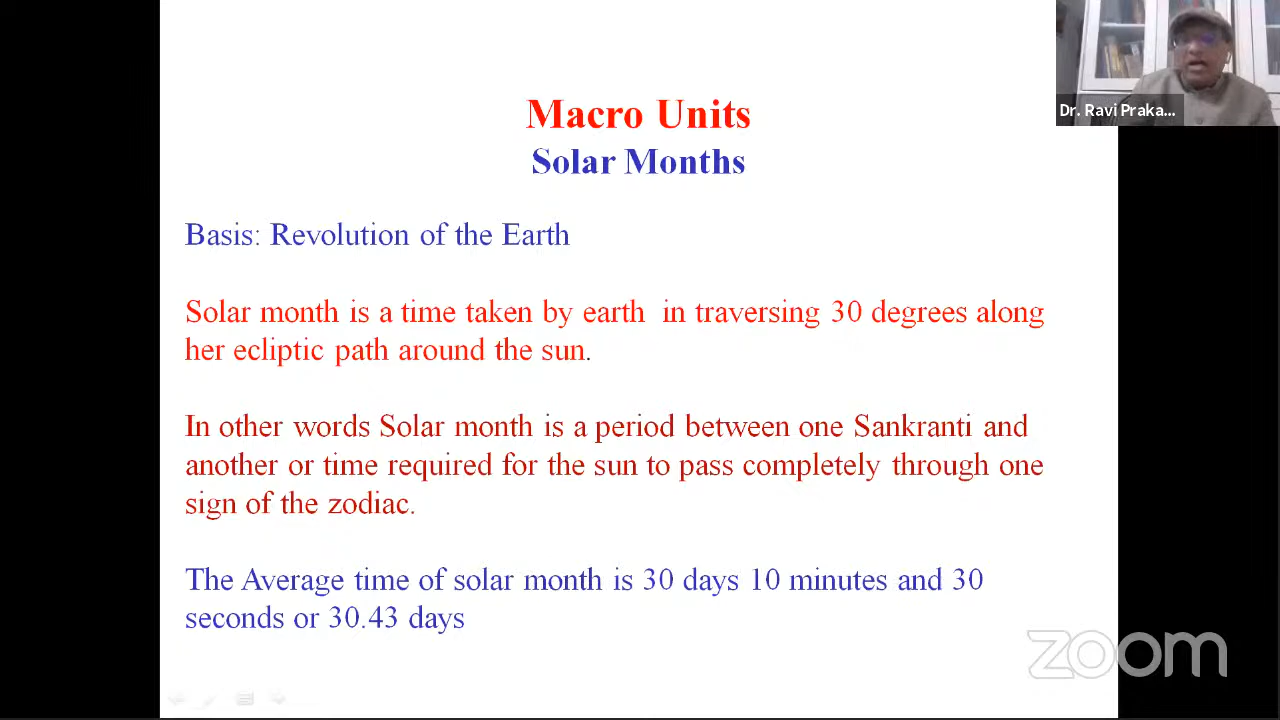 Dr. Ravi Praka...
Macro Units
Solar Months
Basis: Revolution of the Earth
Solar month is a time taken by earth in traversing 30 degrees along
her ecliptic path around the sun.
In other words Solar month is a period between one Sankranti and
another or time required for the sun to pass completely through one
sign of the zodiac.
The Average time of solar month is 30 days 10 minutes and 30
seconds or 30.43 days
zoom